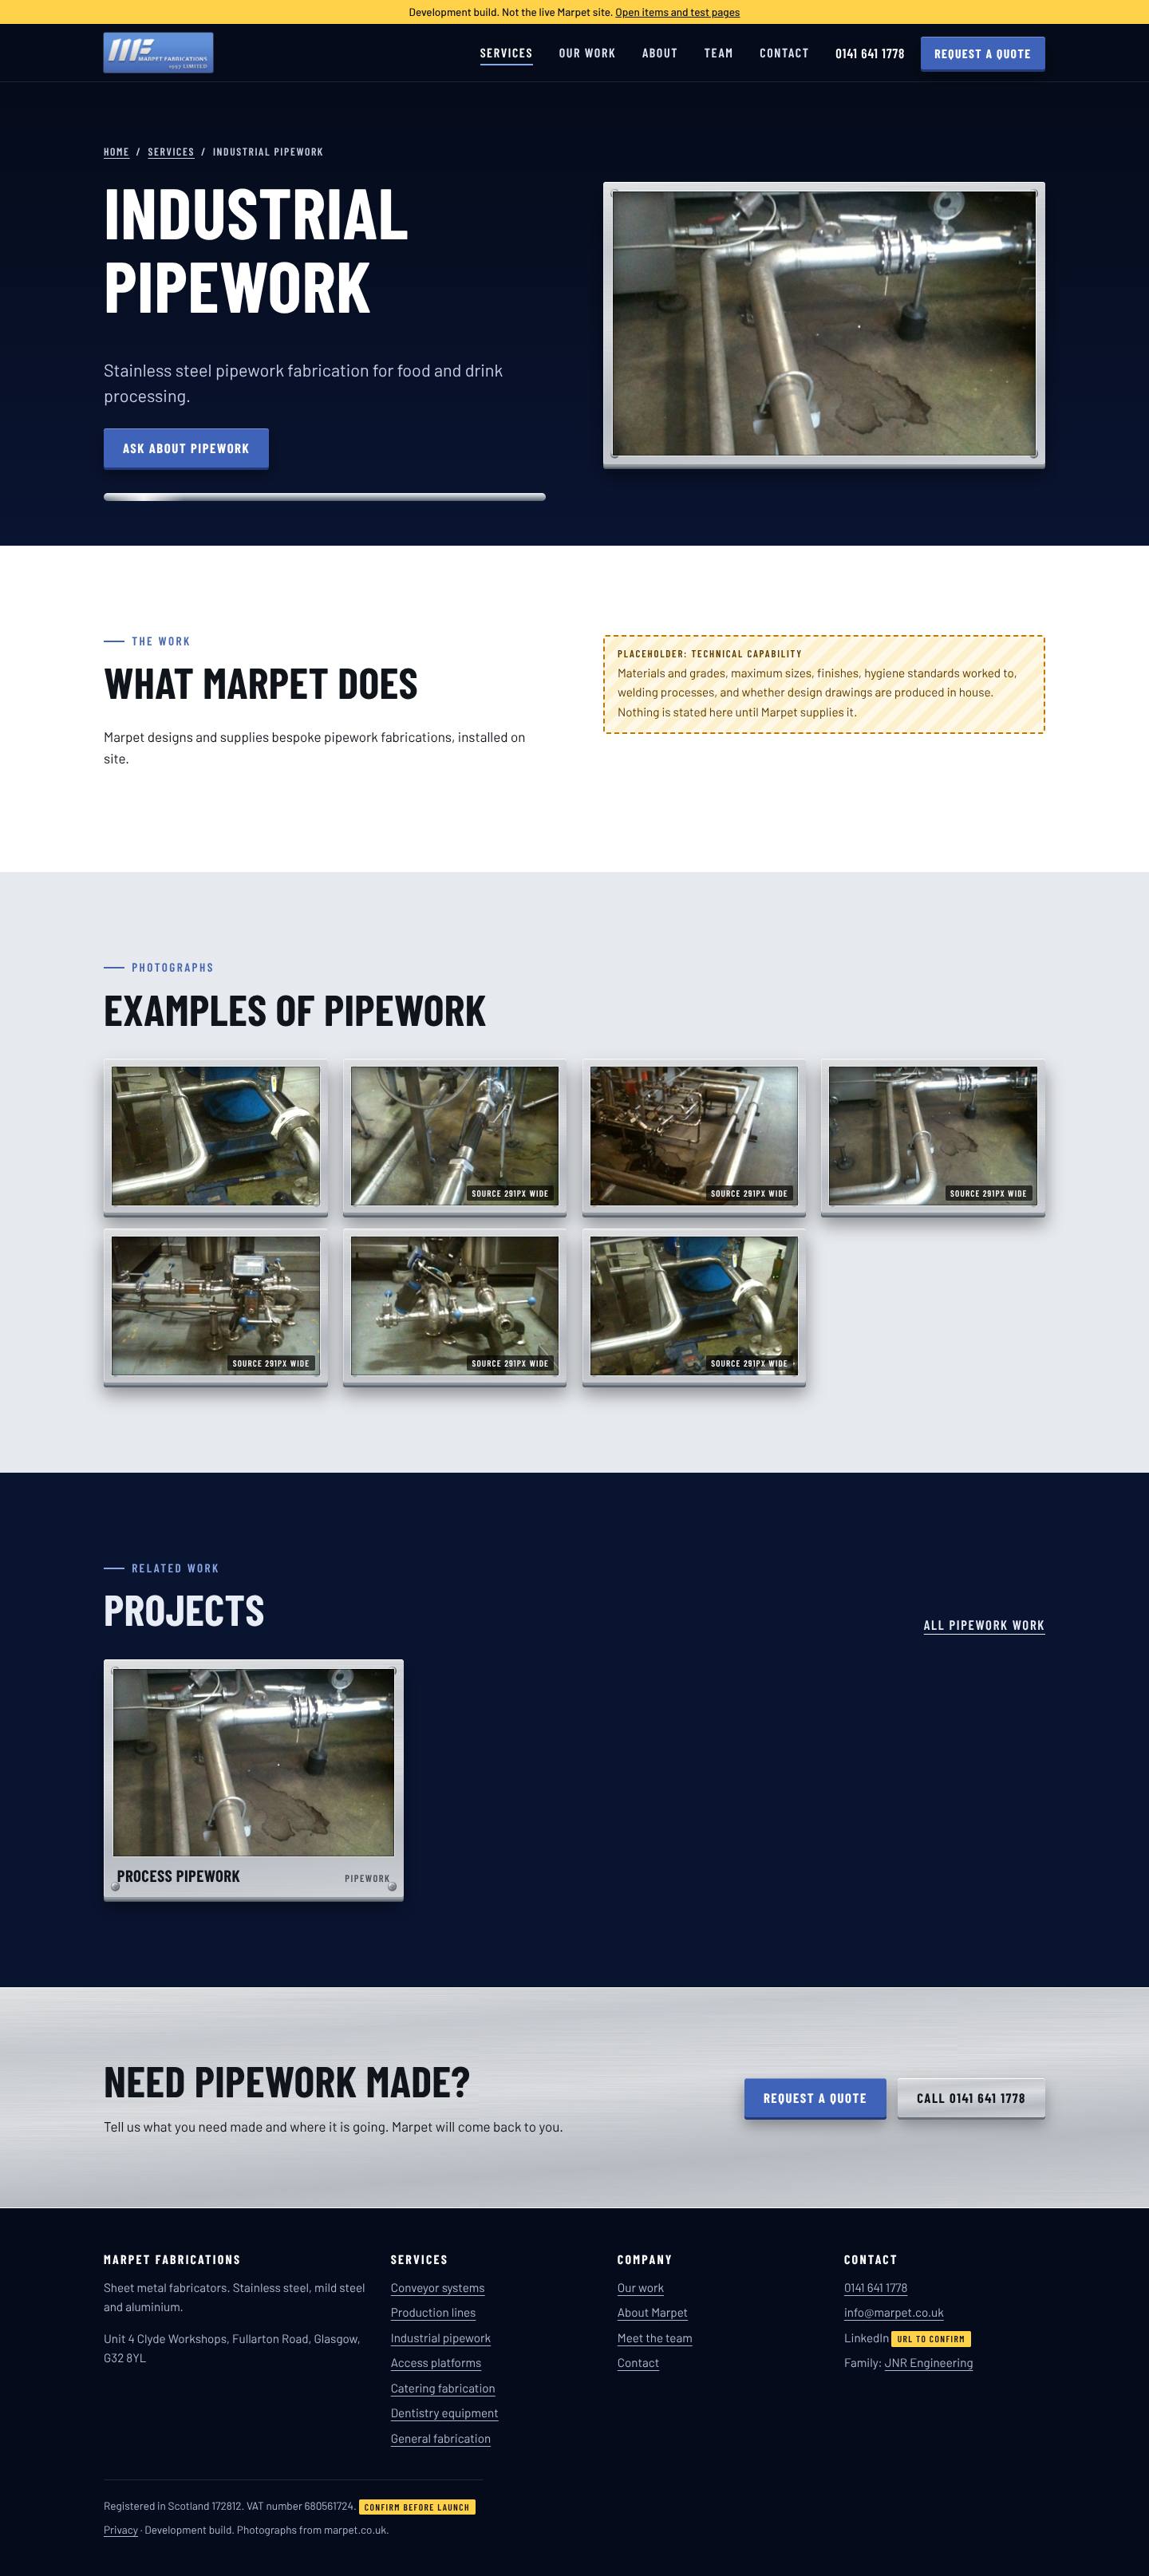 Development build. Not the live Marpet site. Open items and test pages
MF MARPET FABRICATIONS
1997 LIMITED
SERVICES
OUR WORK
ABOUT
TEAM
CONTACT
0141 641 1778
REQUEST A QUOTE
HOME / SERVICES / INDUSTRIAL PIPEWORK
INDUSTRIAL
PIPEWORK
Stainless steel pipework fabrication for food and drink
processing.
ASK ABOUT PIPEWORK
THE WORK
WHAT MARPET DOES
Marpet designs and supplies bespoke pipework fabrications, installed on
site.
PLACEHOLDER: TECHNICAL CAPABILITY
Materials and grades, maximum sizes, finishes, hygiene standards worked to,
welding processes, and whether design drawings are produced in house.
Nothing is stated here until Marpet supplies it.
PHOTOGRAPHS
EXAMPLES OF PIPEWORK
SOURCE 291PX WIDE
SOURCE 291PX WIDE
SOURCE 291PX WIDE
SOURCE 291PX WIDE
SOURCE 291PX WIDE
SOURCE 291PX WIDE
RELATED WORK
PROJECTS
ALL PIPEWORK WORK
PROCESS PIPEWORK
PIPEWORK
NEED PIPEWORK MADE?
Tell us what you need made and where it is going. Marpet will come back to you.
REQUEST A QUOTE
CALL 0141 641 1778
MARPET FABRICATIONS
Sheet metal fabricators. Stainless steel, mild steel
and aluminium.
Unit 4 Clyde Workshops, Fullarton Road, Glasgow,
G32 8YL
SERVICES
Conveyor systems
Production lines
Industrial pipework
Access platforms
Catering fabrication
Dentistry equipment
General fabrication
COMPANY
Our work
About Marpet
Meet the team
Contact
CONTACT
0141 641 1778
info@marpet.co.uk
LinkedIn URL TO CONFIRM
Family: JNR Engineering
Registered in Scotland 172812. VAT number 680561724. CONFIRM BEFORE LAUNCH
Privacy · Development build. Photographs from marpet.co.uk.